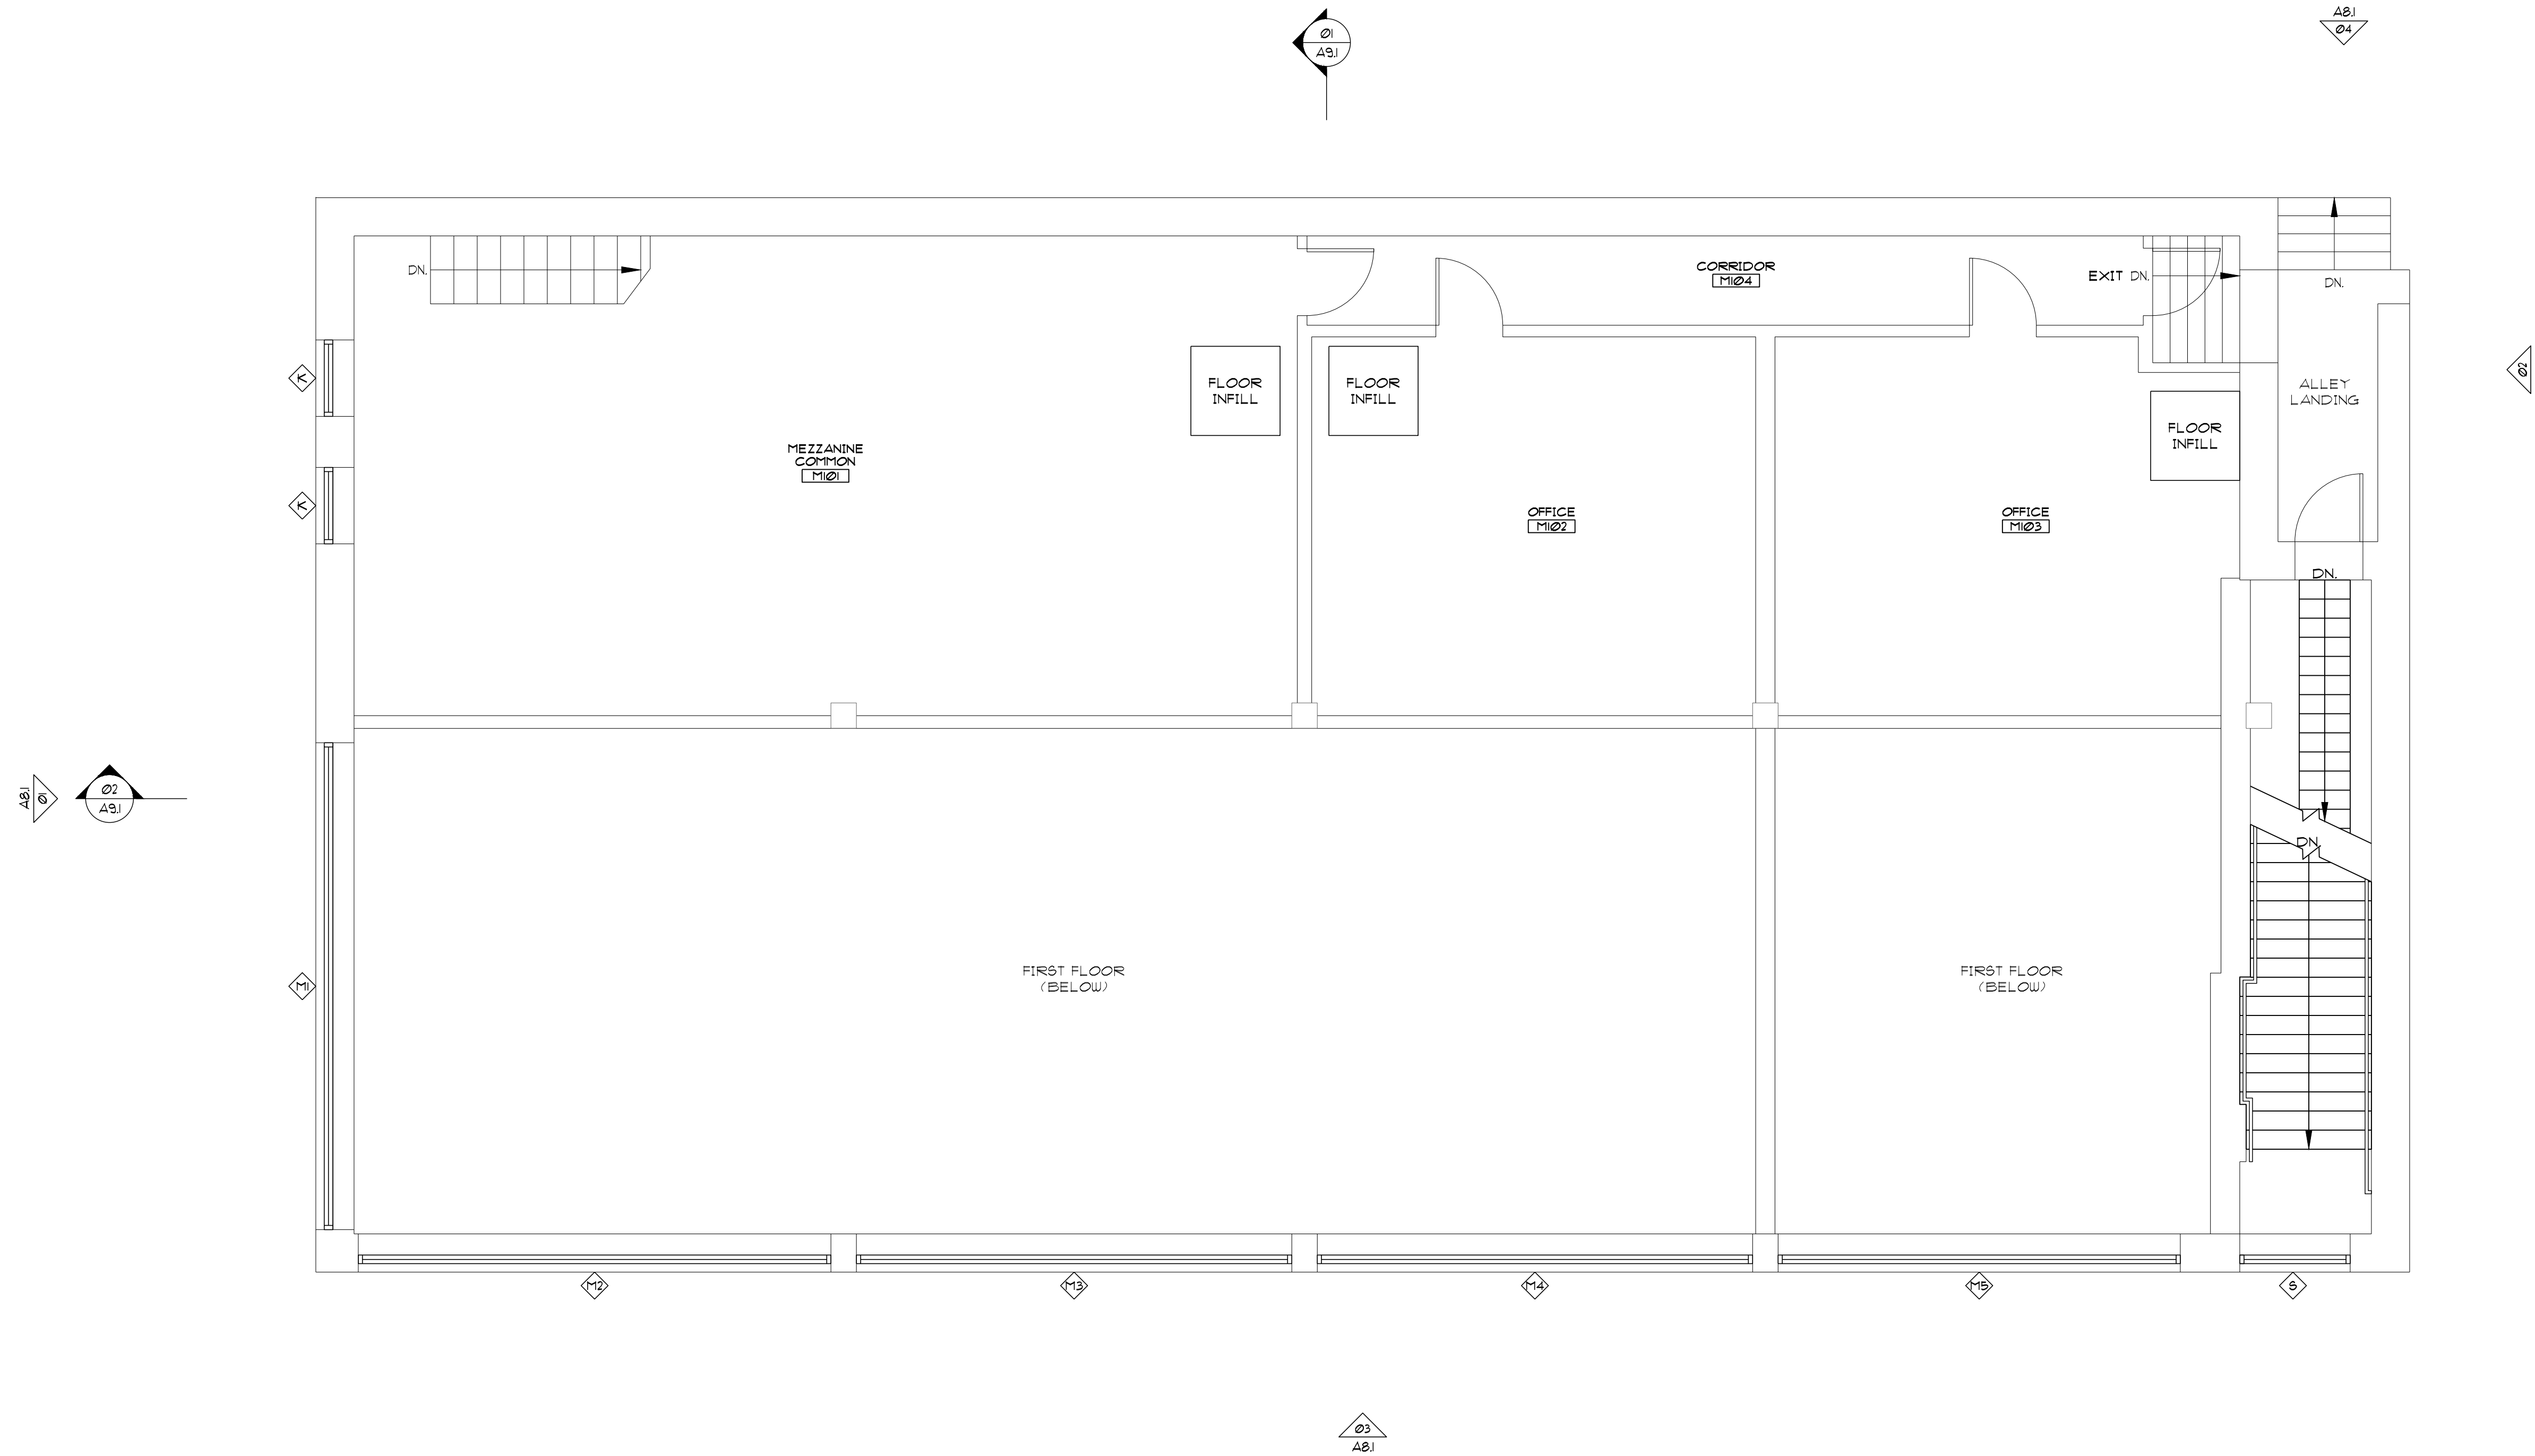 01
A9.1
A8.1
04
DN.
CORRIDOR
M104
EXIT DN.
DN.
K
FLOOR
INFILL
FLOOR
INFILL
02
ALLEY
LANDING
FLOOR
INFILL
MEZZANINE
COMMON
M101
K
OFFICE
M102
OFFICE
M103
DN.
A8.1
01
02
A9.1
DN.
M1
FIRST FLOOR
(BELOW)
FIRST FLOOR
(BELOW)
M2
M3
M4
M5
S
03
A8.1